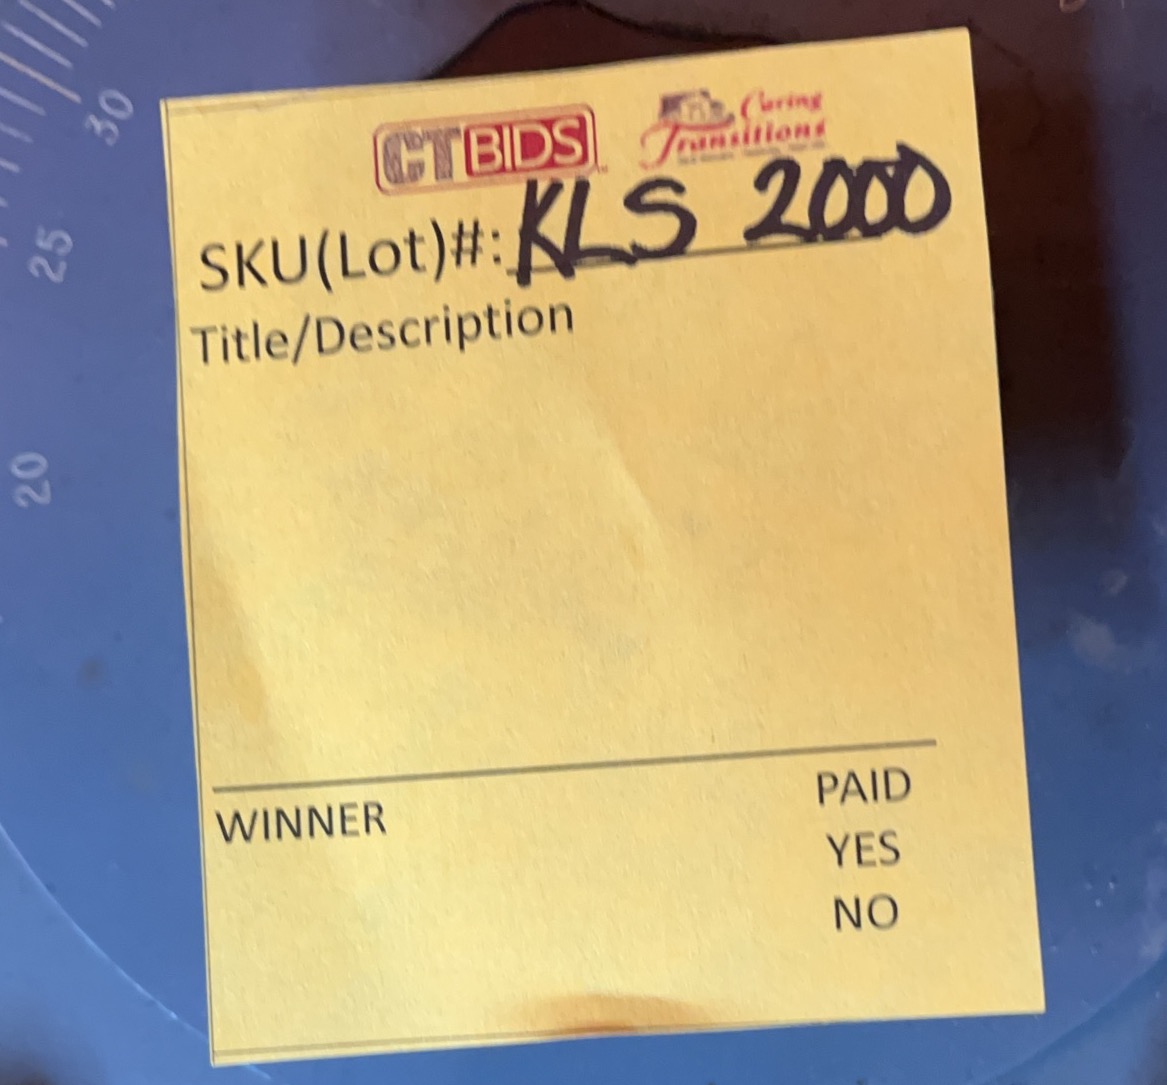 CTBIDS
Caring
Transitions
SKU(Lot)#: KLS 2000
Title/Description
WINNER
PAID
YES
NO
30
25
20